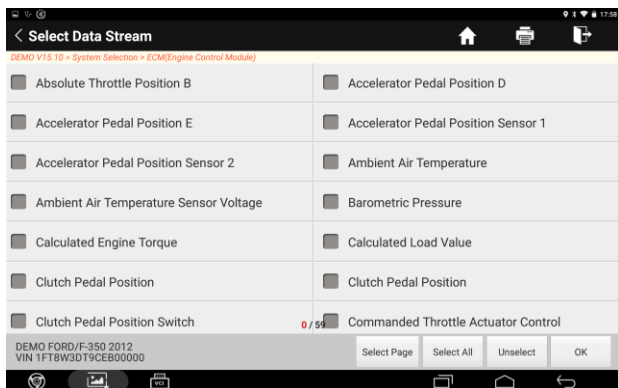 17:58
Select Data Stream
DEMO V15.10 > System Selection > ECM(Engine Control Module)
Absolute Throttle Position B
Accelerator Pedal Position D
Accelerator Pedal Position E
Accelerator Pedal Position Sensor 1
Accelerator Pedal Position Sensor 2
Ambient Air Temperature
Ambient Air Temperature Sensor Voltage
Barometric Pressure
Calculated Engine Torque
Calculated Load Value
Clutch Pedal Position
Clutch Pedal Position
Clutch Pedal Position Switch
0 / 59
Commanded Throttle Actuator Control
DEMO FORD/F-350 2012
VIN 1FT8W3DT9CEB00000
Select Page
Select All
Unselect
OK
VCI